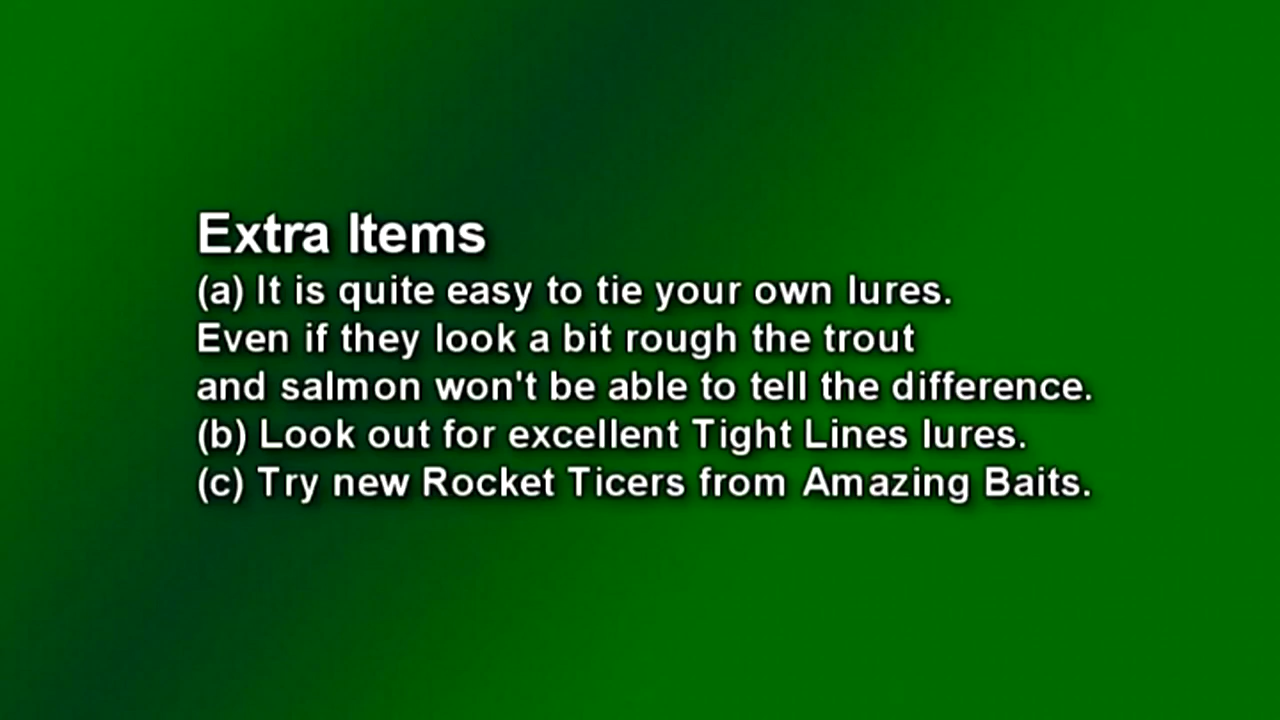 Extra Items
(a) It is quite easy to tie your own lures.
Even if they look a bit rough the trout
and salmon won't be able to tell the difference.
(b) Look out for excellent Tight Lines lures.
(c) Try new Rocket Ticers from Amazing Baits.